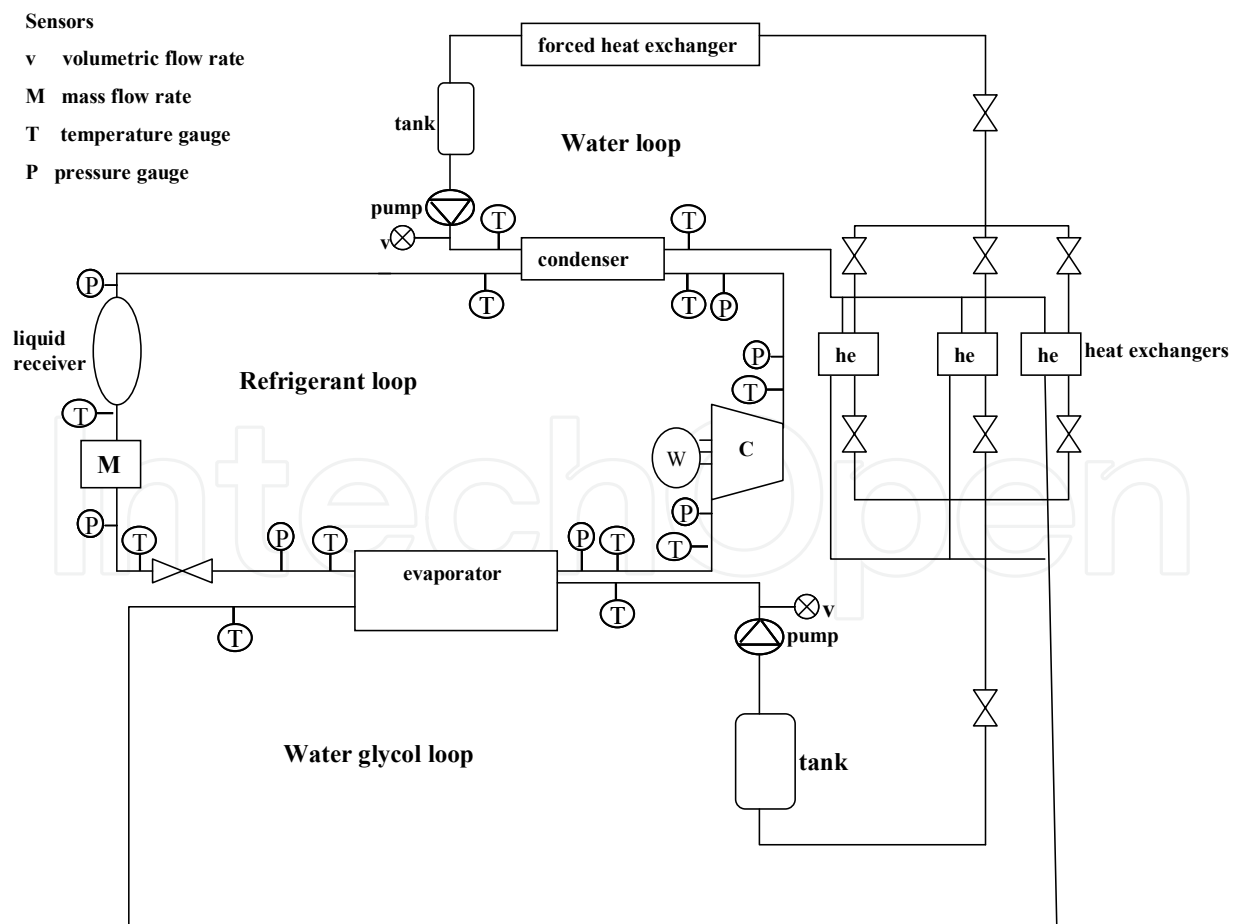 Sensors
v volumetric flow rate
M mass flow rate
T temperature gauge
P pressure gauge
forced heat exchanger
tank
Water loop
pump
T
T
v
condenser
P
T
T
P
liquid
receiver
he
he
he
heat exchangers
P
Refrigerant loop
T
T
C
W
M
P
P
T
P
T
P
T
T
evaporator
T
v
T
pump
Water glycol loop
tank
IntechOpen